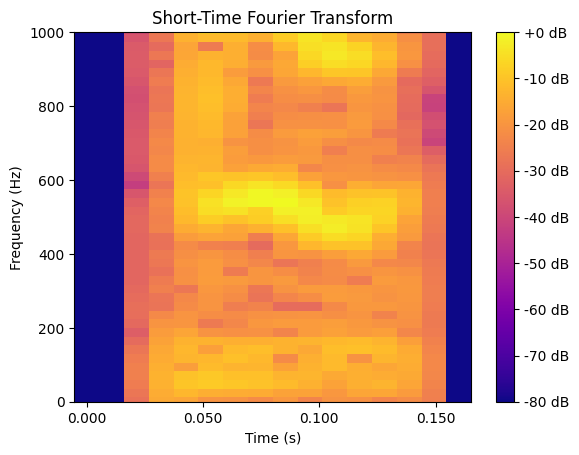 Short-Time Fourier Transform
1000
800
600
400
200
0
Frequency (Hz)
0.000
0.050
0.100
0.150
Time (s)
+0 dB
-10 dB
-20 dB
-30 dB
-40 dB
-50 dB
-60 dB
-70 dB
-80 dB